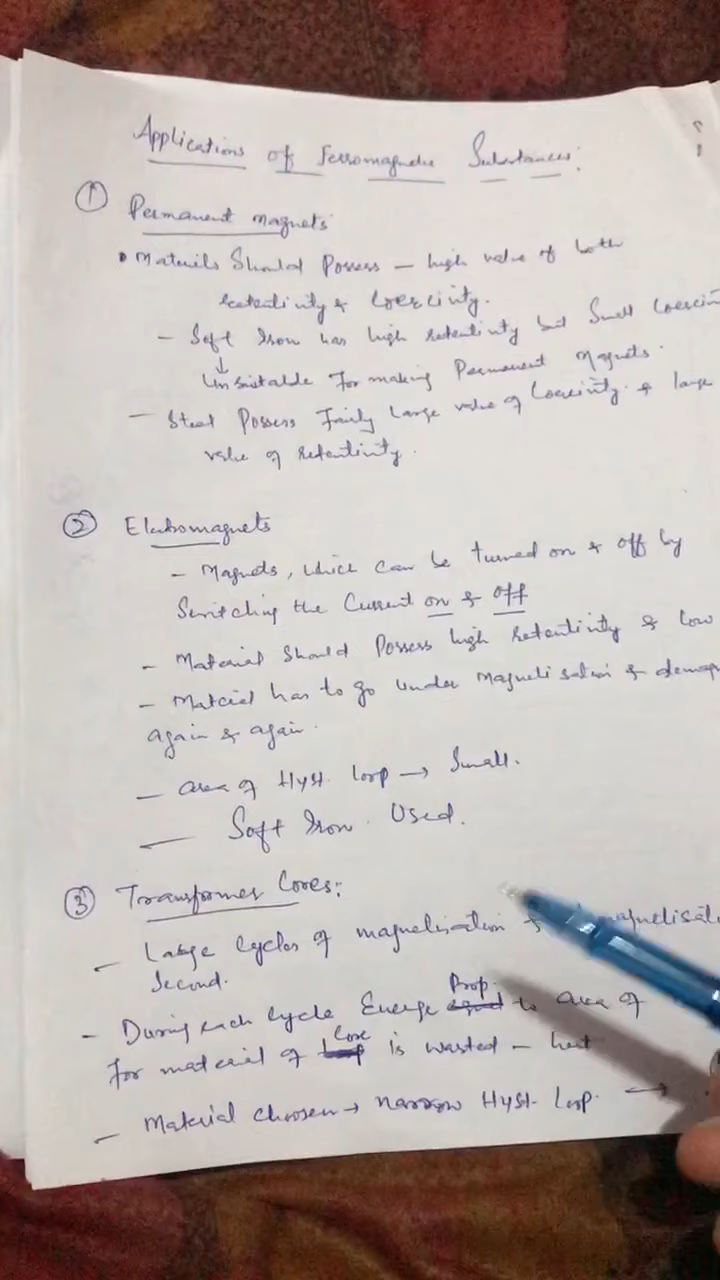 Applications of Ferromagnetic Substances:
① Permanent Magnets
• Materials Should Possess — high value of both
retentivity & Coercivity.
- Soft Iron has high retentivity but Small
↓
Unsuitable For making Permanent Magnets.
— Steel Possess Fairly Large value of Coercivity & large
value of retentivity.
② Electromagnets
- Magnets, which can be turned on & off by
Switching the Current on & off
- Material Should Possess high retentivity & low
- Material has to go under magnetisation &
again & again.
— area of Hyst. loop → Small.
— Soft Iron Used.
③ Transformer Cores:
— Large Cycles of magnetisation &
Second.
- During each Cycle Energy Prop. to area of
for material of Core is wasted — heat
— Material choosen → narrow Hyst. Loop. →